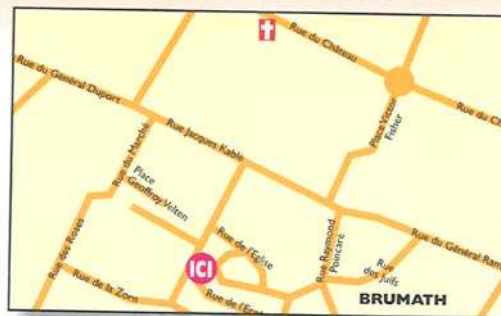 Rue du Château
Rue du Général Duport
Rue du Ch
Place Victor
Fisher
Rue Jacques Kablé
Rue du Marché
Place
Geoffroy Velten
Rue des Roses
Rue de l'Eglise
Rue Raymond
Poincaré
Rue du Général Ram
Rue
des Juifs
ICI
Rue de la Zorn
Rue de l'Ecol
BRUMATH